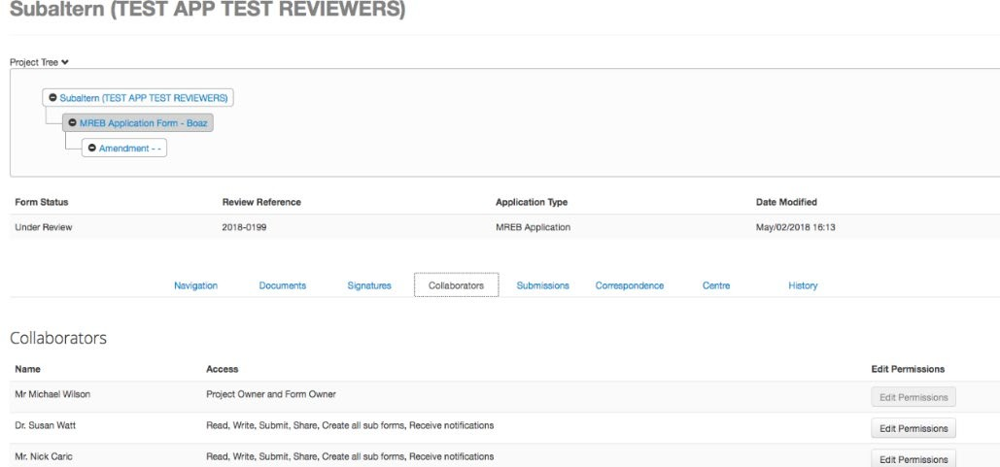 Subaltern (TEST APP TEST REVIEWERS)
Project Tree
Subaltern (TEST APP TEST REVIEWERS)
MREB Application Form - Boaz
Amendment - -
Form Status Review Reference Application Type Date Modified
Under Review 2018-0199 MREB Application May/02/2018 16:13
Navigation Documents Signatures Collaborators Submissions Correspondence Centre History
Collaborators
Name Access Edit Permissions
Mr Michael Wilson Project Owner and Form Owner Edit Permissions
Dr. Susan Watt Read, Write, Submit, Share, Create all sub forms, Receive notifications Edit Permissions
Mr. Nick Caric Read, Write, Submit, Share, Create all sub forms, Receive notifications Edit Permissions